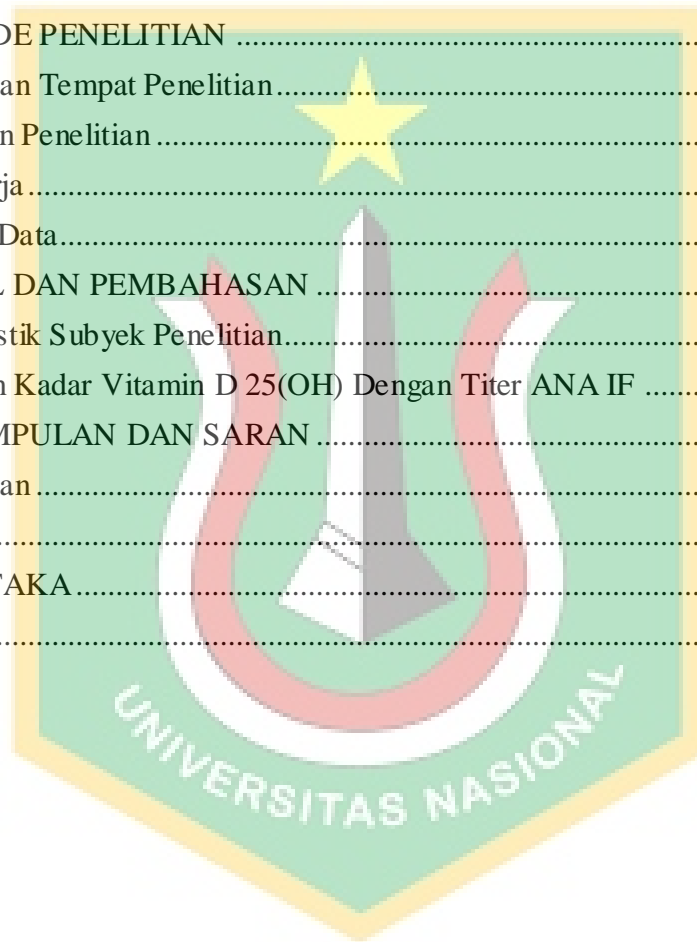 DE PENELITIAN ........................................................................
an Tempat Penelitian................................................................
n Penelitian ..............................................................................
rja..............................................................................................
Data..........................................................................................
L DAN PEMBAHASAN ............................................................
stik Subyek Penelitian..............................................................
n Kadar Vitamin D 25(OH) Dengan Titer ANA IF ........
MPULAN DAN SARAN ............................................................
an .............................................................................................
....................................................................................................
TAKA.........................................................................................
....................................................................................................
UNIVERSITAS NASIONAL